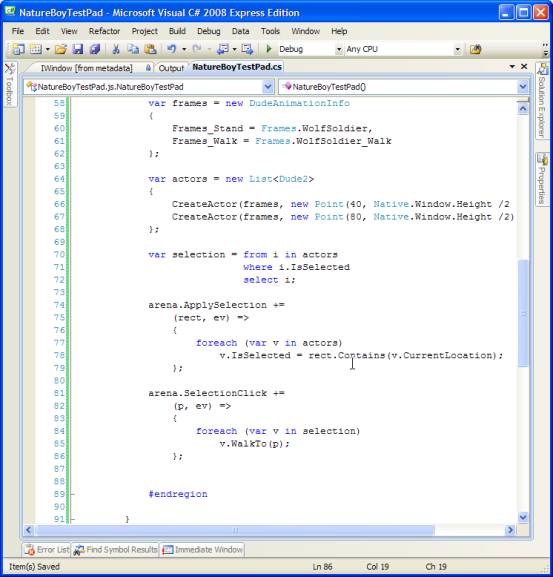 NatureBoyTestPad - Microsoft Visual C# 2008 Express Edition
File Edit View Refactor Project Build Debug Data Tools Window Help
Debug Any CPU
IWindow [from metadata] Output NatureBoyTestPad.cs
NatureBoyTestPad.js.NatureBoyTestPad NatureBoyTestPad()
Toolbox
Solution Explorer
Properties
58 var frames = new DudeAnimationInfo
59 {
60 Frames_Stand = Frames.WolfSoldier,
61 Frames_Walk = Frames.WolfSoldier_Walk
62 };
63
64 var actors = new List<Dude2>
65 {
66 CreateActor(frames, new Point(40, Native.Window.Height /2
67 CreateActor(frames, new Point(80, Native.Window.Height /2)
68 };
69
70 var selection = from i in actors
71 where i.IsSelected
72 select i;
73
74 arena.ApplySelection +=
75 (rect, ev) =>
76 {
77 foreach (var v in actors)
78 v.IsSelected = rect.Contains(v.CurrentLocation);
79 };
80
81 arena.SelectionClick +=
82 (p, ev) =>
83 {
84 foreach (var v in selection)
85 v.WalkTo(p);
86 };
87
88
89 #endregion
90
91 }
Error List Find Symbol Results Immediate Window
Item(s) Saved Ln 86 Col 19 Ch 19